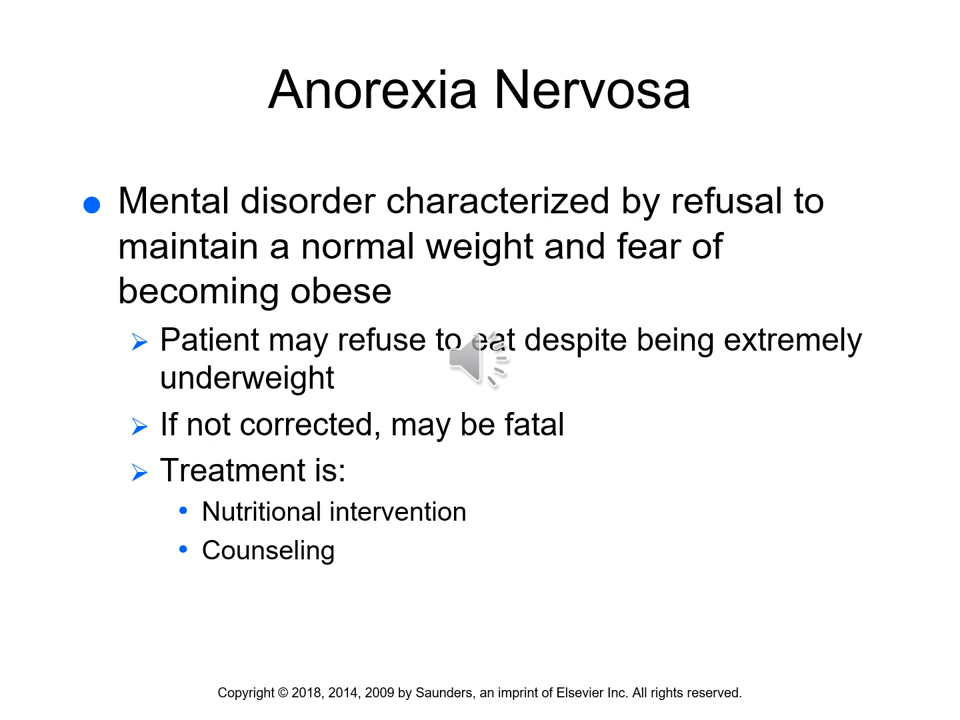 Anorexia Nervosa
Mental disorder characterized by refusal to
maintain a normal weight and fear of
becoming obese
Patient may refuse to eat despite being extremely
underweight
If not corrected, may be fatal
Treatment is:
Nutritional intervention
Counseling
Copyright © 2018, 2014, 2009 by Saunders, an imprint of Elsevier Inc. All rights reserved.